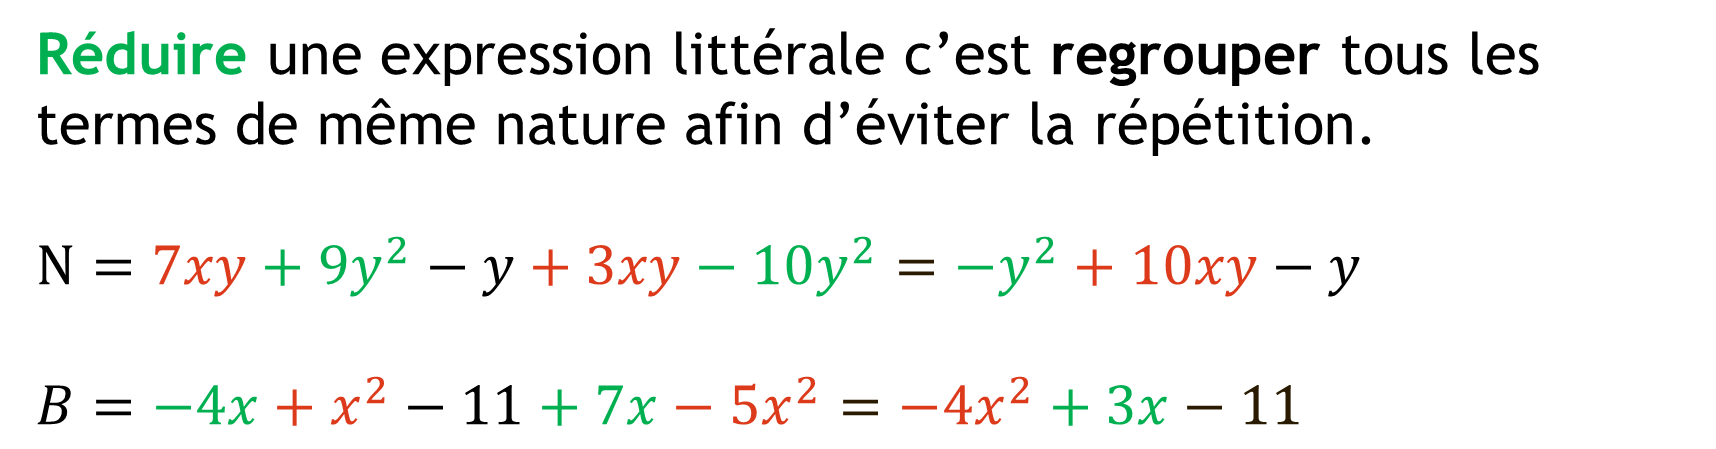 Réduire une expression littérale c’est regrouper tous les
termes de même nature afin d’éviter la répétition.
N = 7xy + 9y² − y + 3xy − 10y² = −y² + 10xy − y
B = −4x + x² − 11 + 7x − 5x² = −4x² + 3x − 11